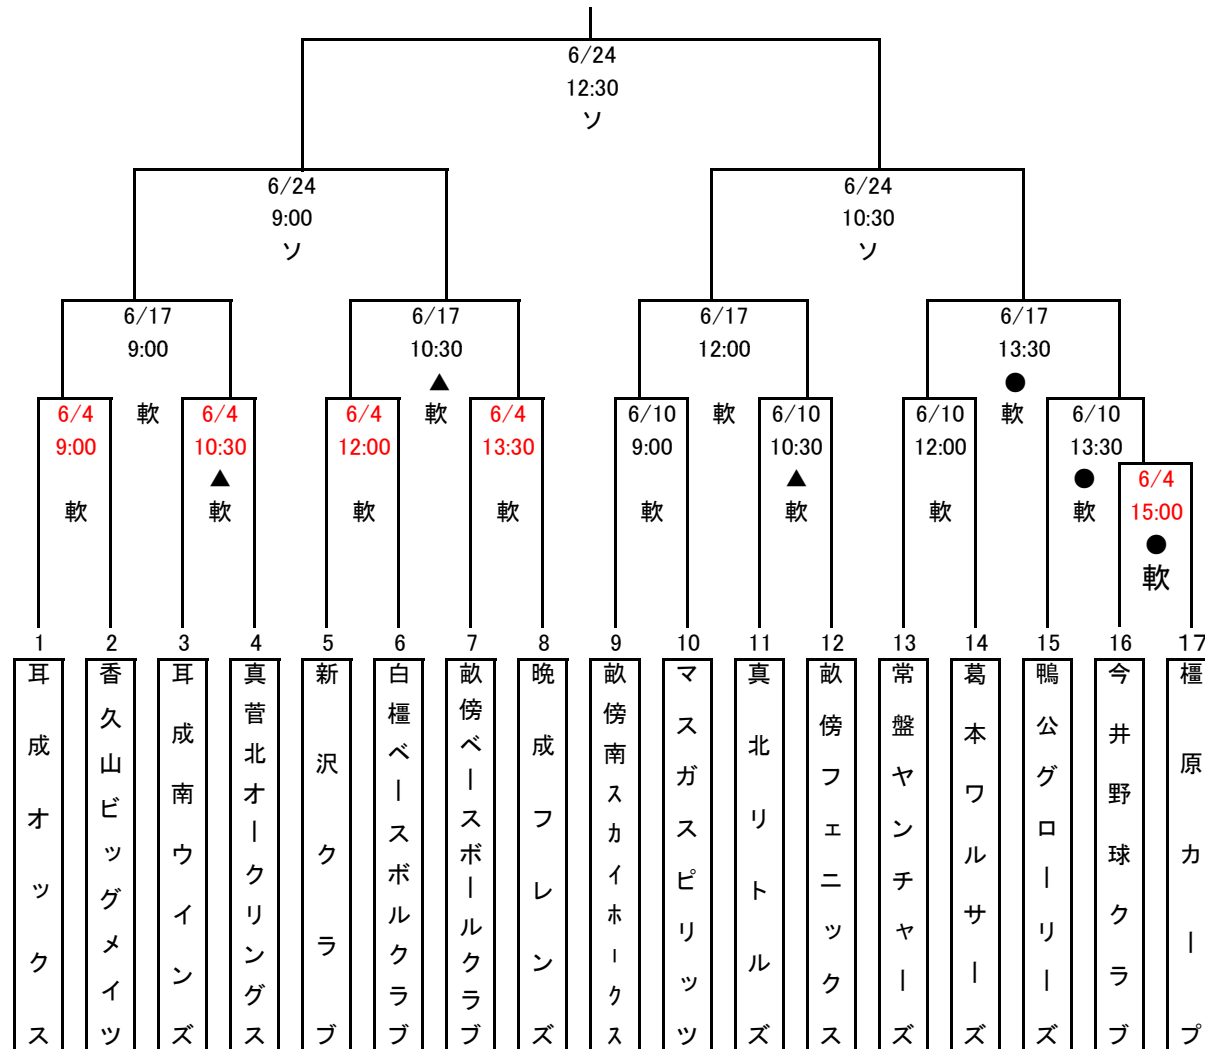 6/24
12:30
ソ
6/24
9:00
ソ
6/24
10:30
ソ
6/17
9:00
軟
6/17
10:30
▲
軟
6/17
12:00
軟
6/17
13:30
●
軟
6/4
9:00
軟
6/4
10:30
▲
軟
6/4
12:00
軟
6/4
13:30
軟
6/10
9:00
軟
6/10
10:30
▲
軟
6/10
12:00
軟
6/10
13:30
●
軟
6/4
15:00
●
軟
1
耳成オックス
2
香久山ビッグメイツ
3
耳成南ウインズ
4
真菅北オークリングス
5
新沢クラブ
6
白橿ベースボルクラブ
7
畝傍ベースボールクラブ
8
晩成フレンズ
9
畝傍南スカイホークス
10
マスガスピリッツ
11
真北リトルズ
12
畝傍フェニックス
13
常盤ヤンチャーズ
14
葛本ワルサーズ
15
鴨公グローリーズ
16
今井野球クラブ
17
橿原カープ